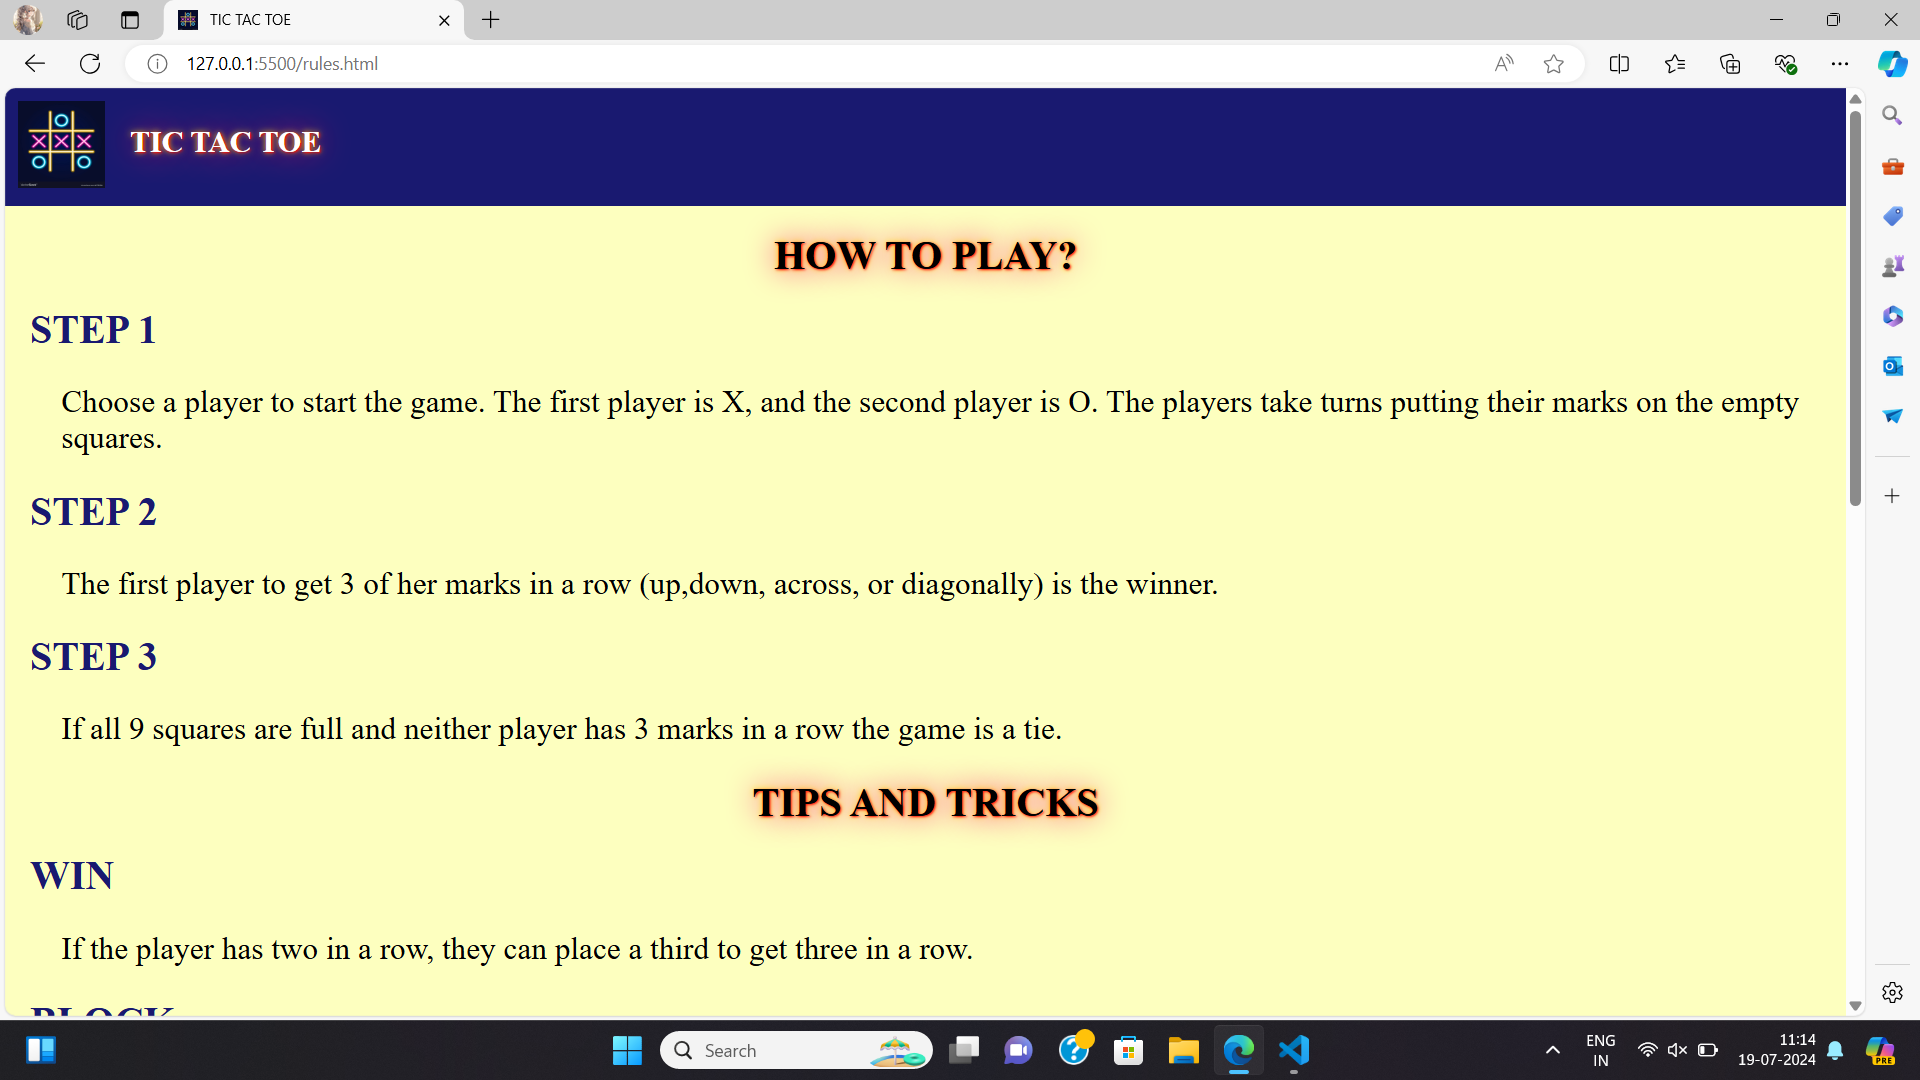 TIC TAC TOE
127.0.0.1:5500/rules.html
TIC TAC TOE
HOW TO PLAY?
STEP 1
Choose a player to start the game. The first player is X, and the second player is O. The players take turns putting their marks on the empty
squares.
STEP 2
The first player to get 3 of her marks in a row (up,down, across, or diagonally) is the winner.
STEP 3
If all 9 squares are full and neither player has 3 marks in a row the game is a tie.
TIPS AND TRICKS
WIN
If the player has two in a row, they can place a third to get three in a row.
BLOCK
Search
ENG
IN
11:14
19-07-2024
PRE